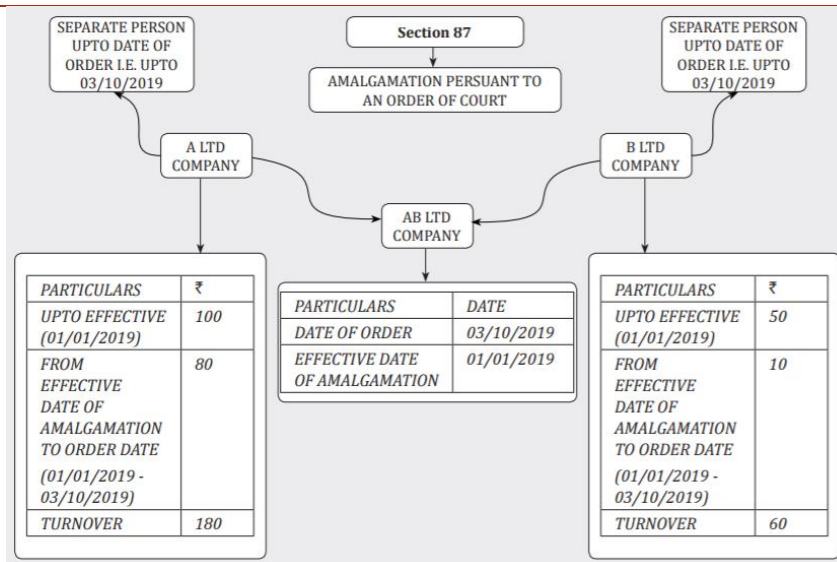 SEPARATE PERSON
UPTO DATE OF
ORDER I.E. UPTO
03/10/2019
Section 87
AMALGAMATION PERSUANT TO
AN ORDER OF COURT
SEPARATE PERSON
UPTO DATE OF
ORDER I.E. UPTO
03/10/2019
A LTD
COMPANY
B LTD
COMPANY
AB LTD
COMPANY
PARTICULARS ₹
UPTO EFFECTIVE 100
(01/01/2019)
FROM 80
EFFECTIVE
DATE OF
AMALGAMATION
TO ORDER DATE
(01/01/2019 -
03/10/2019)
TURNOVER 180
PARTICULARS DATE
DATE OF ORDER 03/10/2019
EFFECTIVE DATE 01/01/2019
OF AMALGAMATION
PARTICULARS ₹
UPTO EFFECTIVE 50
(01/01/2019)
FROM 10
EFFECTIVE
DATE OF
AMALGAMATION
TO ORDER DATE
(01/01/2019 -
03/10/2019)
TURNOVER 60